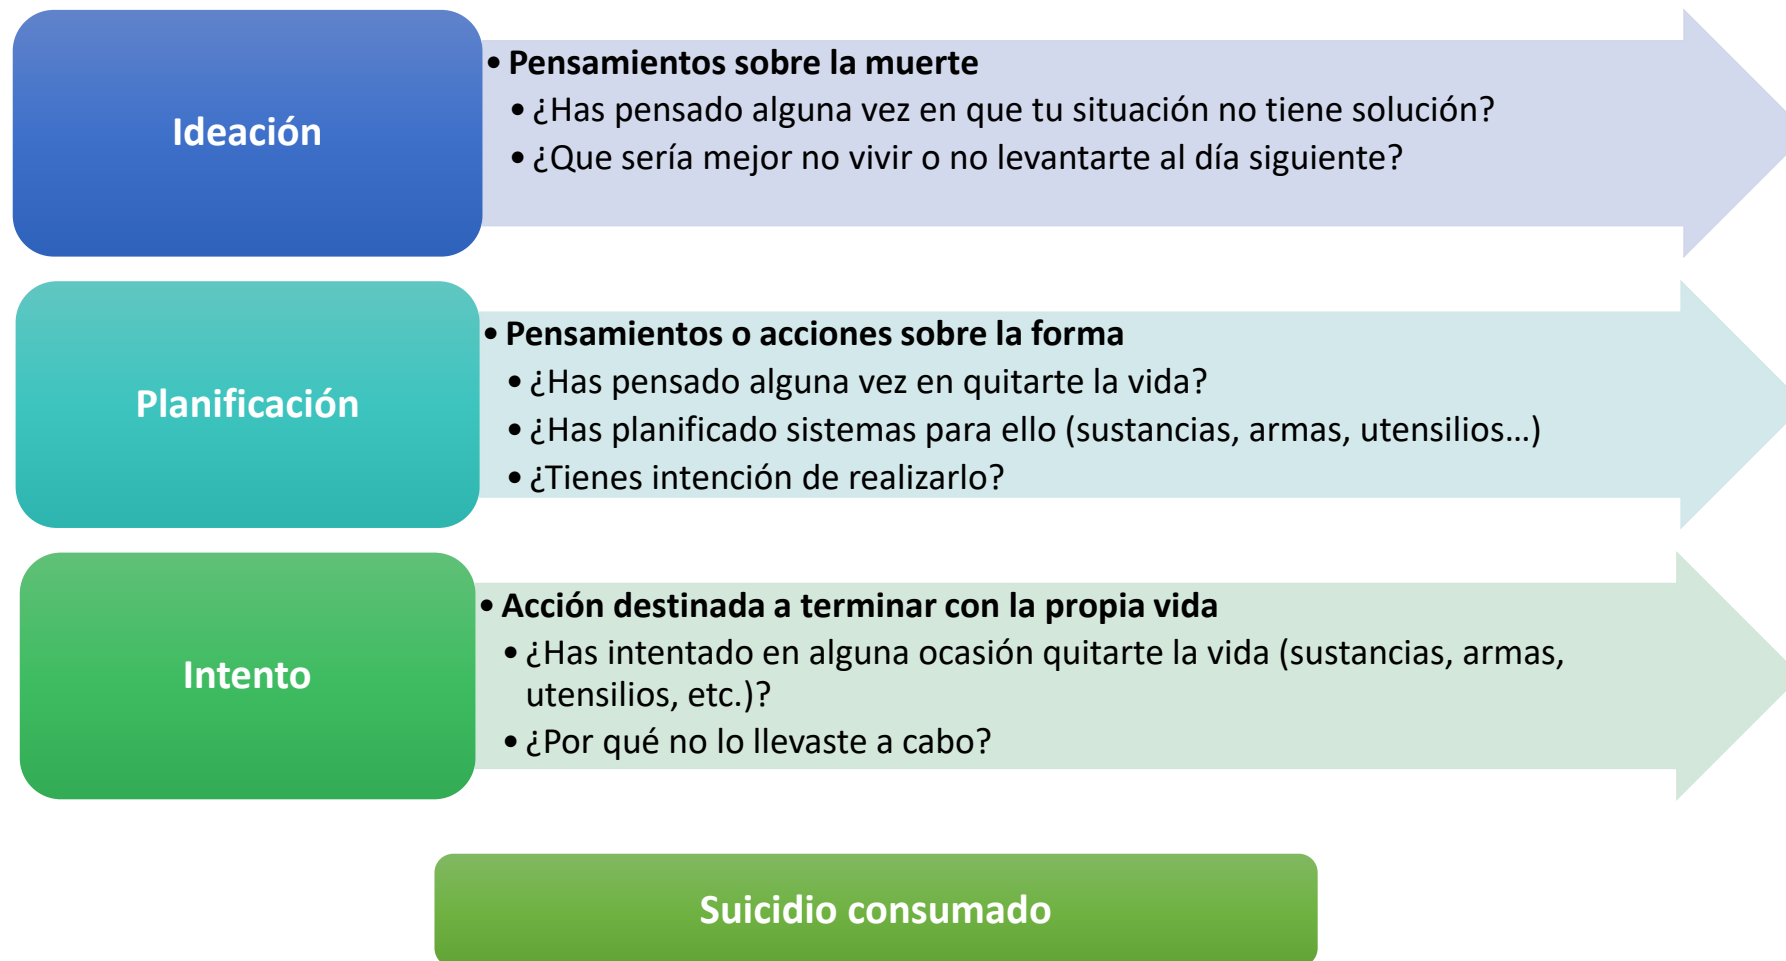 Ideación
• Pensamientos sobre la muerte
• ¿Has pensado alguna vez en que tu situación no tiene solución?
• ¿Que sería mejor no vivir o no levantarte al día siguiente?
Planificación
• Pensamientos o acciones sobre la forma
• ¿Has pensado alguna vez en quitarte la vida?
• ¿Has planificado sistemas para ello (sustancias, armas, utensilios…)
• ¿Tienes intención de realizarlo?
Intento
• Acción destinada a terminar con la propia vida
• ¿Has intentado en alguna ocasión quitarte la vida (sustancias, armas,
utensilios, etc.)?
• ¿Por qué no lo llevaste a cabo?
Suicidio consumado